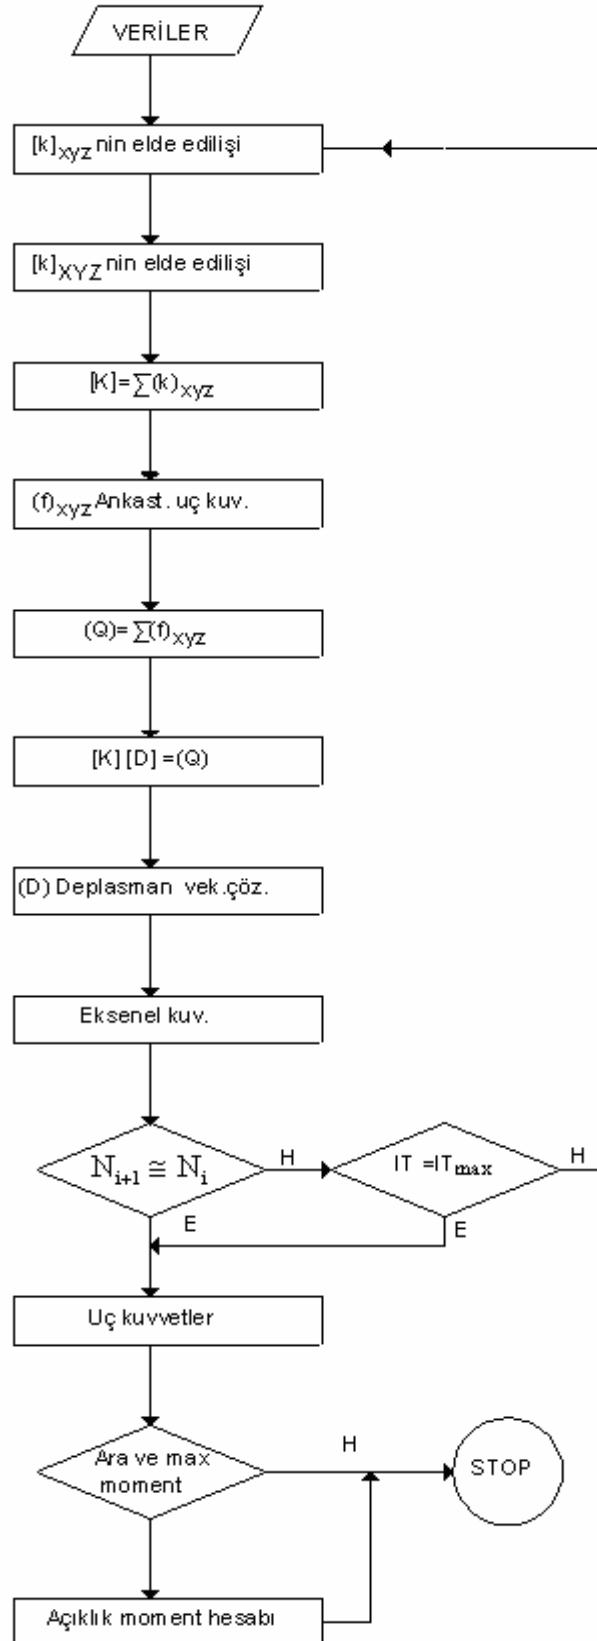 VERİLER
[k]xyz nin elde edilişi
[k]XYZ nin elde edilişi
[K]=∑(k)xyz
(f)xyz Ankast. uç kuv.
(Q)=∑(f)xyz
[K] [D] =(Q)
(D) Deplasman vek.çöz.
Eksenel kuv.
Nᵢ₊₁ ≅ Nᵢ
H
IT =ITmax
H
E
E
Uç kuvvetler
Ara ve max
moment
H
STOP
Açıklık moment hesabı